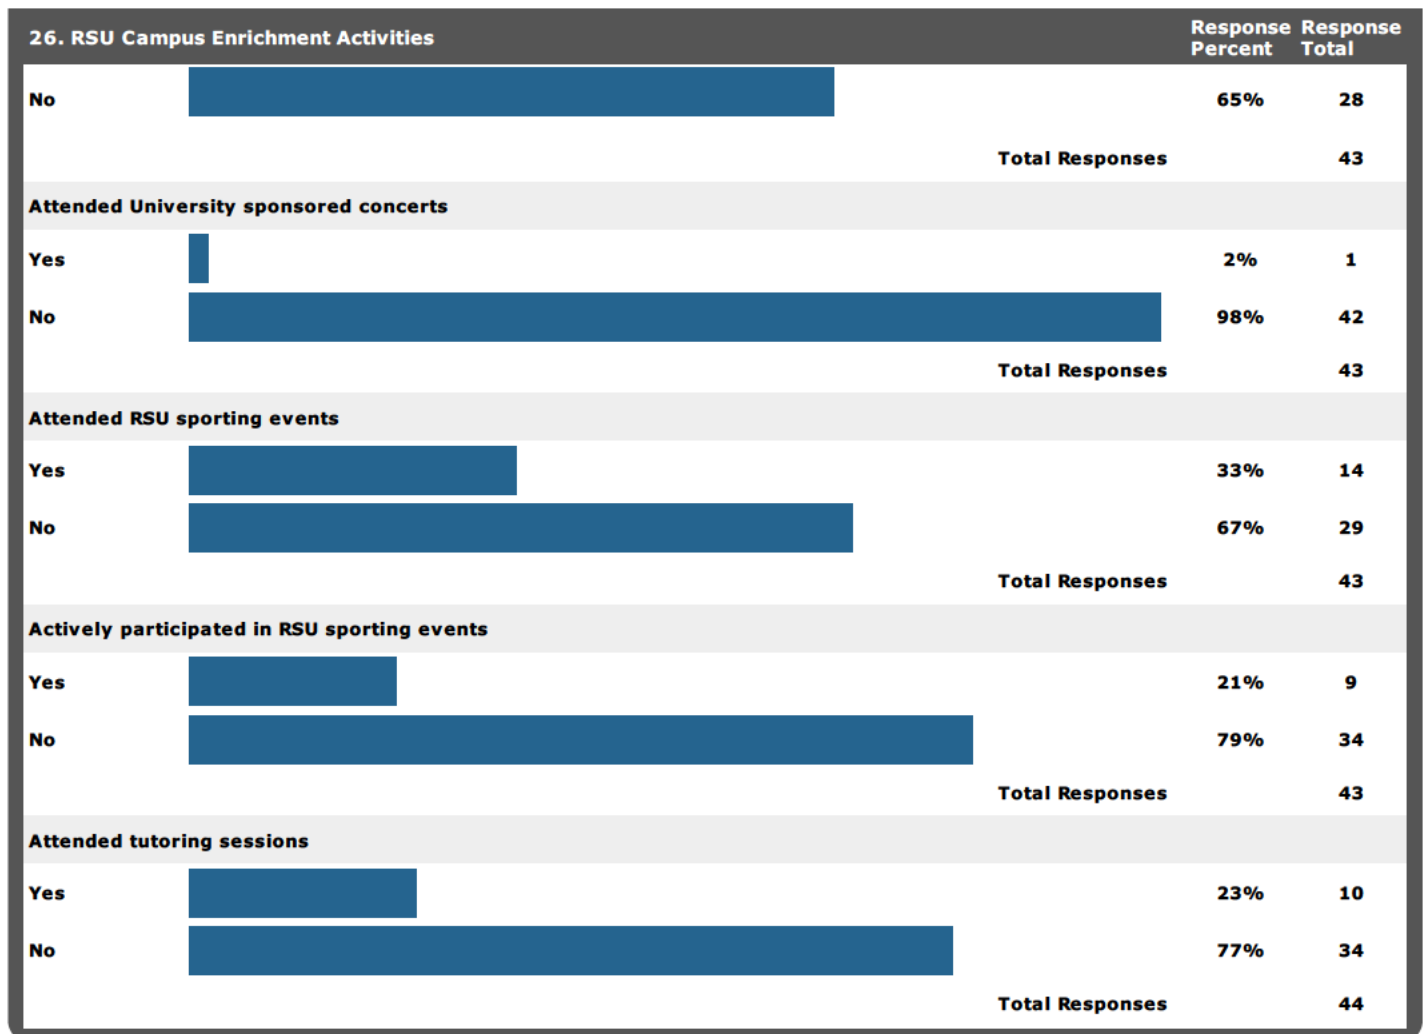 26. RSU Campus Enrichment Activities Response Percent Response Total
No 65% 28
Total Responses 43
Attended University sponsored concerts
Yes 2% 1
No 98% 42
Total Responses 43
Attended RSU sporting events
Yes 33% 14
No 67% 29
Total Responses 43
Actively participated in RSU sporting events
Yes 21% 9
No 79% 34
Total Responses 43
Attended tutoring sessions
Yes 23% 10
No 77% 34
Total Responses 44